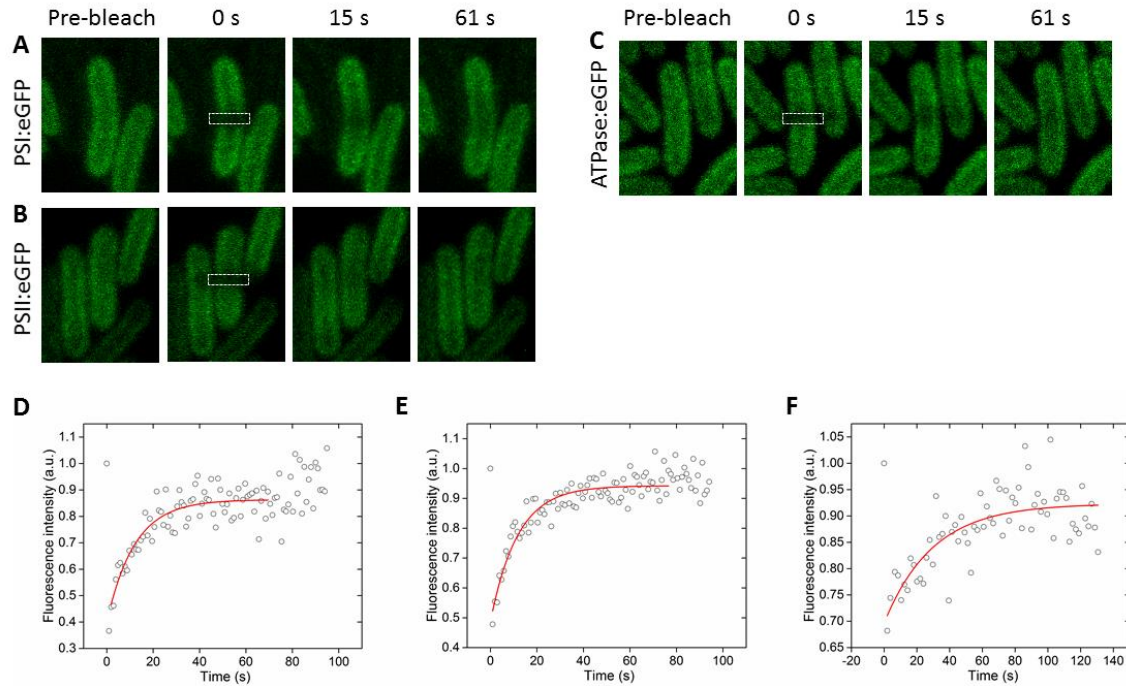 Pre-bleach 0 s 15 s 61 s
A
PSI:eGFP
B
PSII:eGFP
Pre-bleach 0 s 15 s 61 s
C
ATPase:eGFP
D
Fluorescence intensity (a.u.)
1.1
1.0
0.9
0.8
0.7
0.6
0.5
0.4
0.3
0 20 40 60 80 100
Time (s)
E
Fluorescence intensity (a.u.)
1.1
1.0
0.9
0.8
0.7
0.6
0.5
0.4
0 20 40 60 80 100
Time (s)
F
Fluorescence intensity (a.u.)
1.05
1.00
0.95
0.90
0.85
0.80
0.75
0.70
0.65
-20 0 20 40 60 80 100 120 140
Time (s)